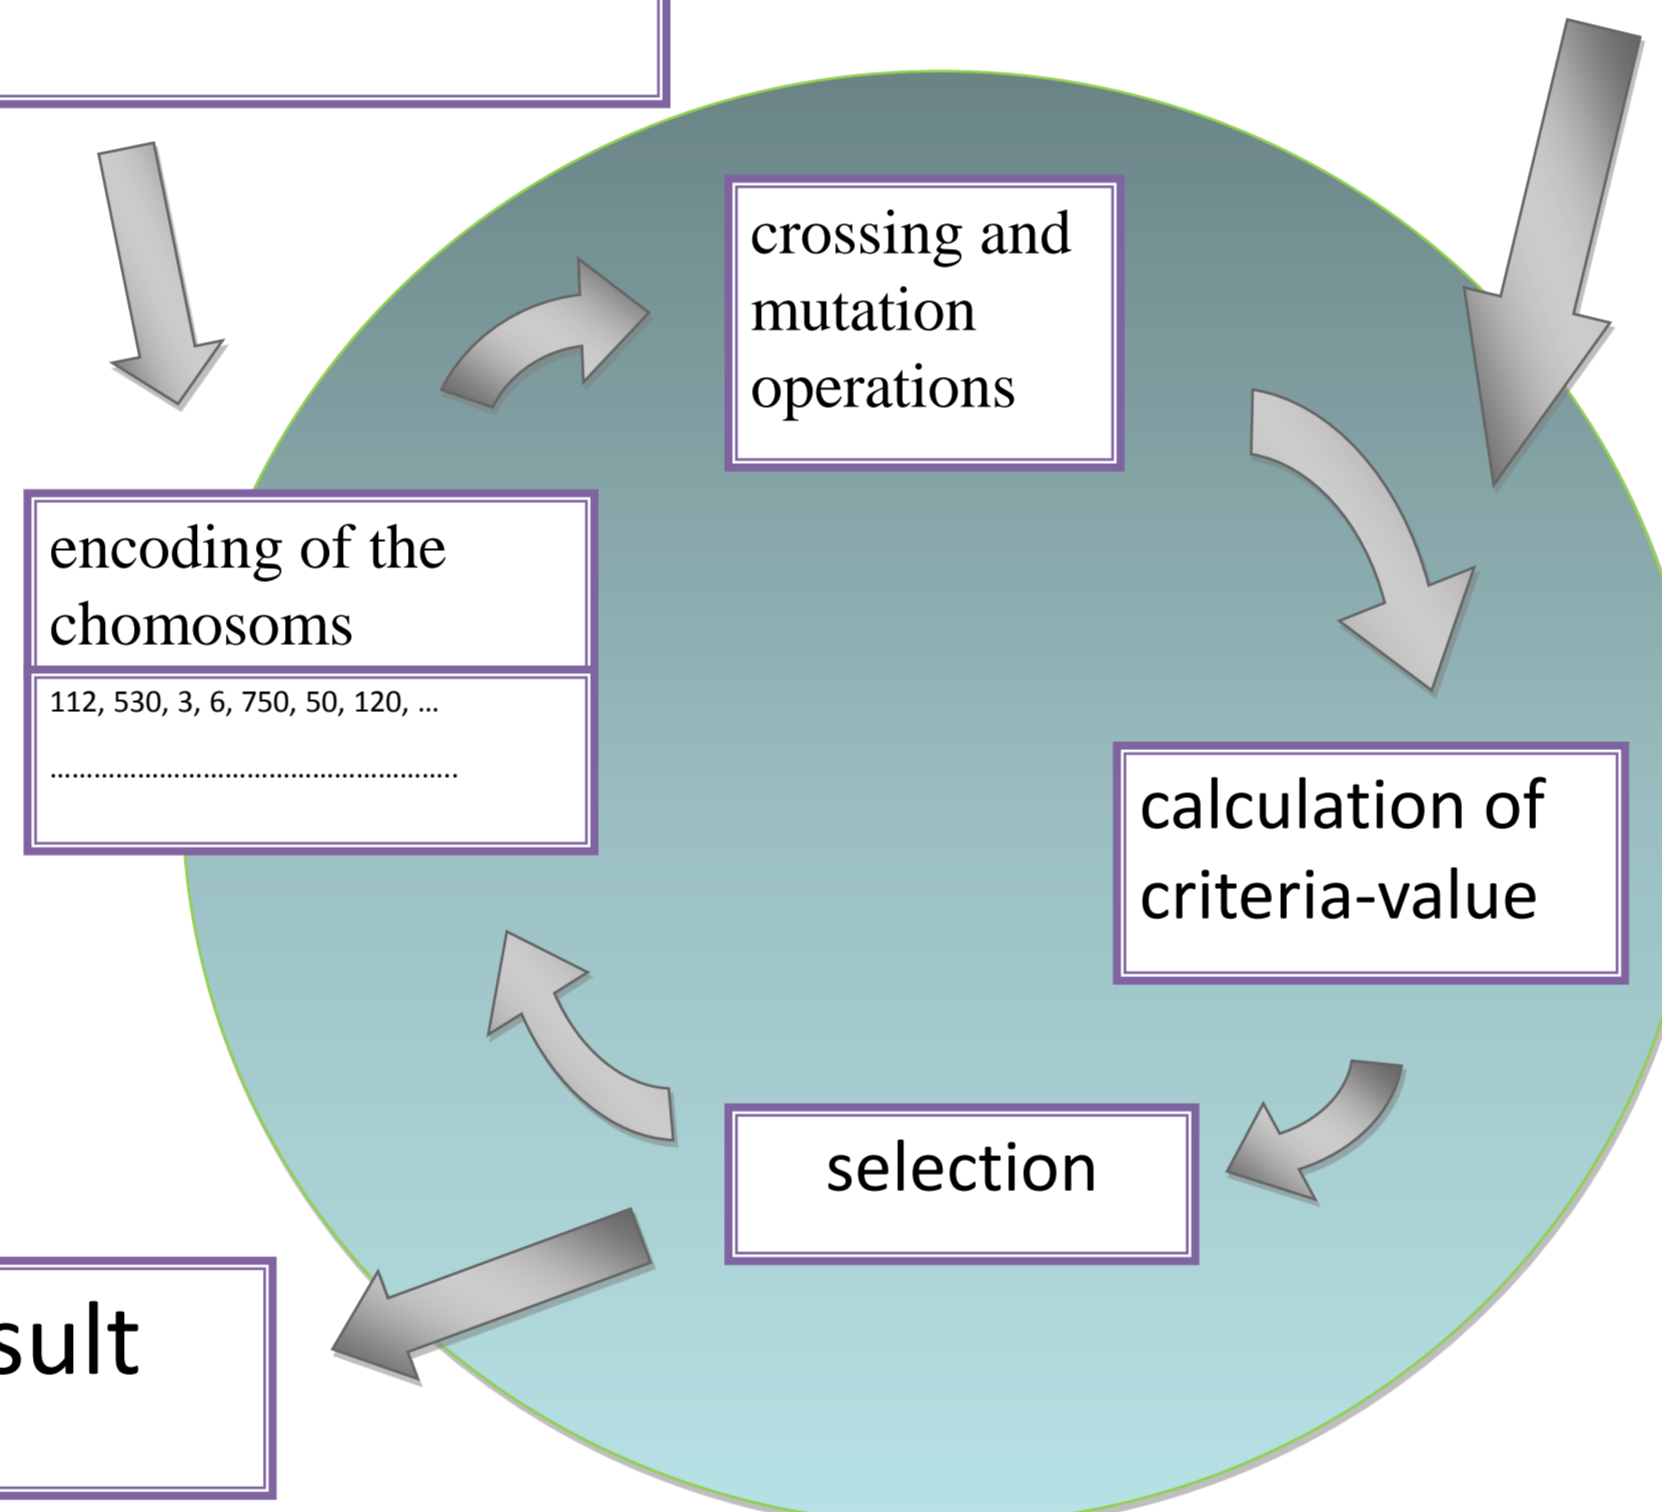 crossing and
mutation
operations
encoding of the
chomosoms
112, 530, 3, 6, 750, 50, 120, ...
..........................................................
calculation of
criteria-value
selection
sult